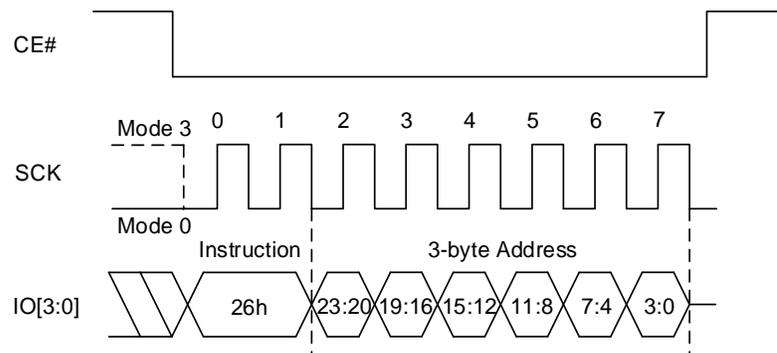 CE#
Mode 3 0 1 2 3 4 5 6 7
SCK
Mode 0
Instruction 3-byte Address
IO[3:0] 26h 23:20 19:16 15:12 11:8 7:4 3:0